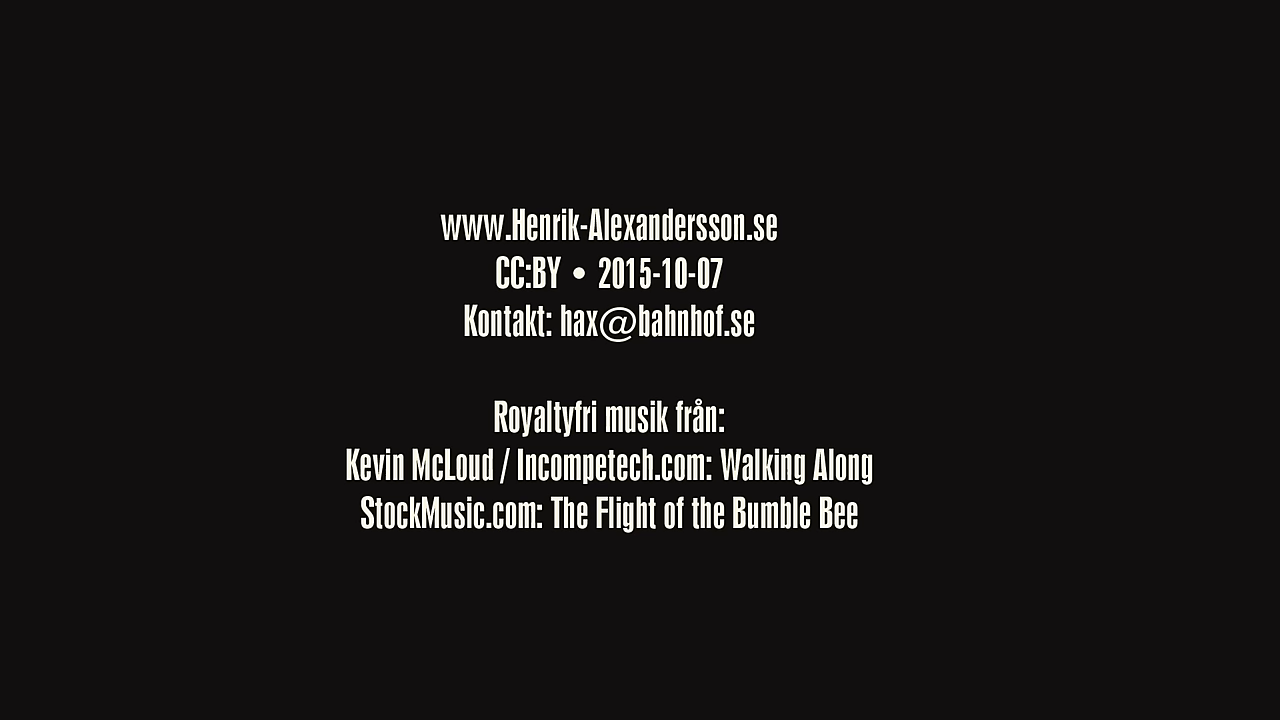 www.Henrik-Alexandersson.se
CC:BY • 2015-10-07
Kontakt: hax@bahnhof.se
Royaltyfri musik från:
Kevin McLoud / Incompetech.com: Walking Along
StockMusic.com: The Flight of the Bumble Bee